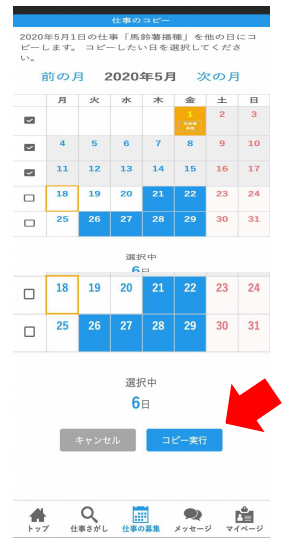 仕事のコピー
2020年5月1日の仕事「馬鈴薯播種」を他の日にコ
ピーします。 コピーしたい日を選択してくださ
い。
前の月 2020年5月 次の月
月 火 水 木 金 土 日
1 2 3
馬鈴薯
播種
4 5 6 7 8 9 10
11 12 13 14 15 16 17
18 19 20 21 22 23 24
25 26 27 28 29 30 31
選択中
6日
18 19 20 21 22 23 24
25 26 27 28 29 30 31
選択中
6日
キャンセル コピー実行
トップ 仕事さがし 仕事の募集 メッセージ マイページ